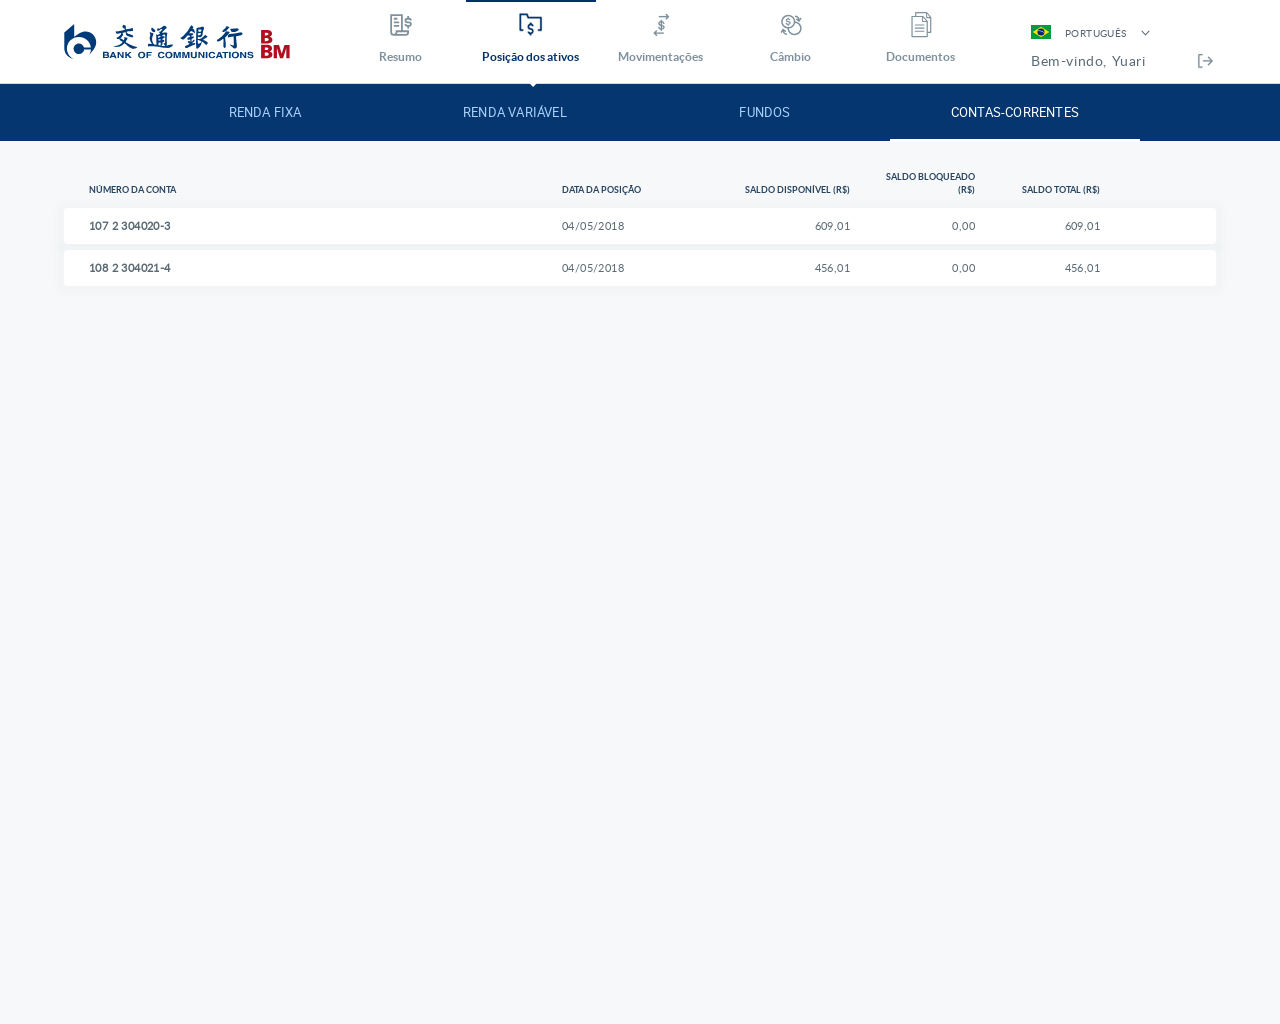 交通銀行
BANK OF COMMUNICATIONS
B
BM
Resumo
Posição dos ativos
Movimentações
Câmbio
Documentos
PORTUGUÊS
Bem-vindo, Yuari
RENDA FIXA
RENDA VARIÁVEL
FUNDOS
CONTAS-CORRENTES
NÚMERO DA CONTA DATA DA POSIÇÃO SALDO DISPONÍVEL (R$) SALDO BLOQUEADO
(R$) SALDO TOTAL (R$)
107 2 304020-3 04/05/2018 609,01 0,00 609,01
108 2 304021-4 04/05/2018 456,01 0,00 456,01